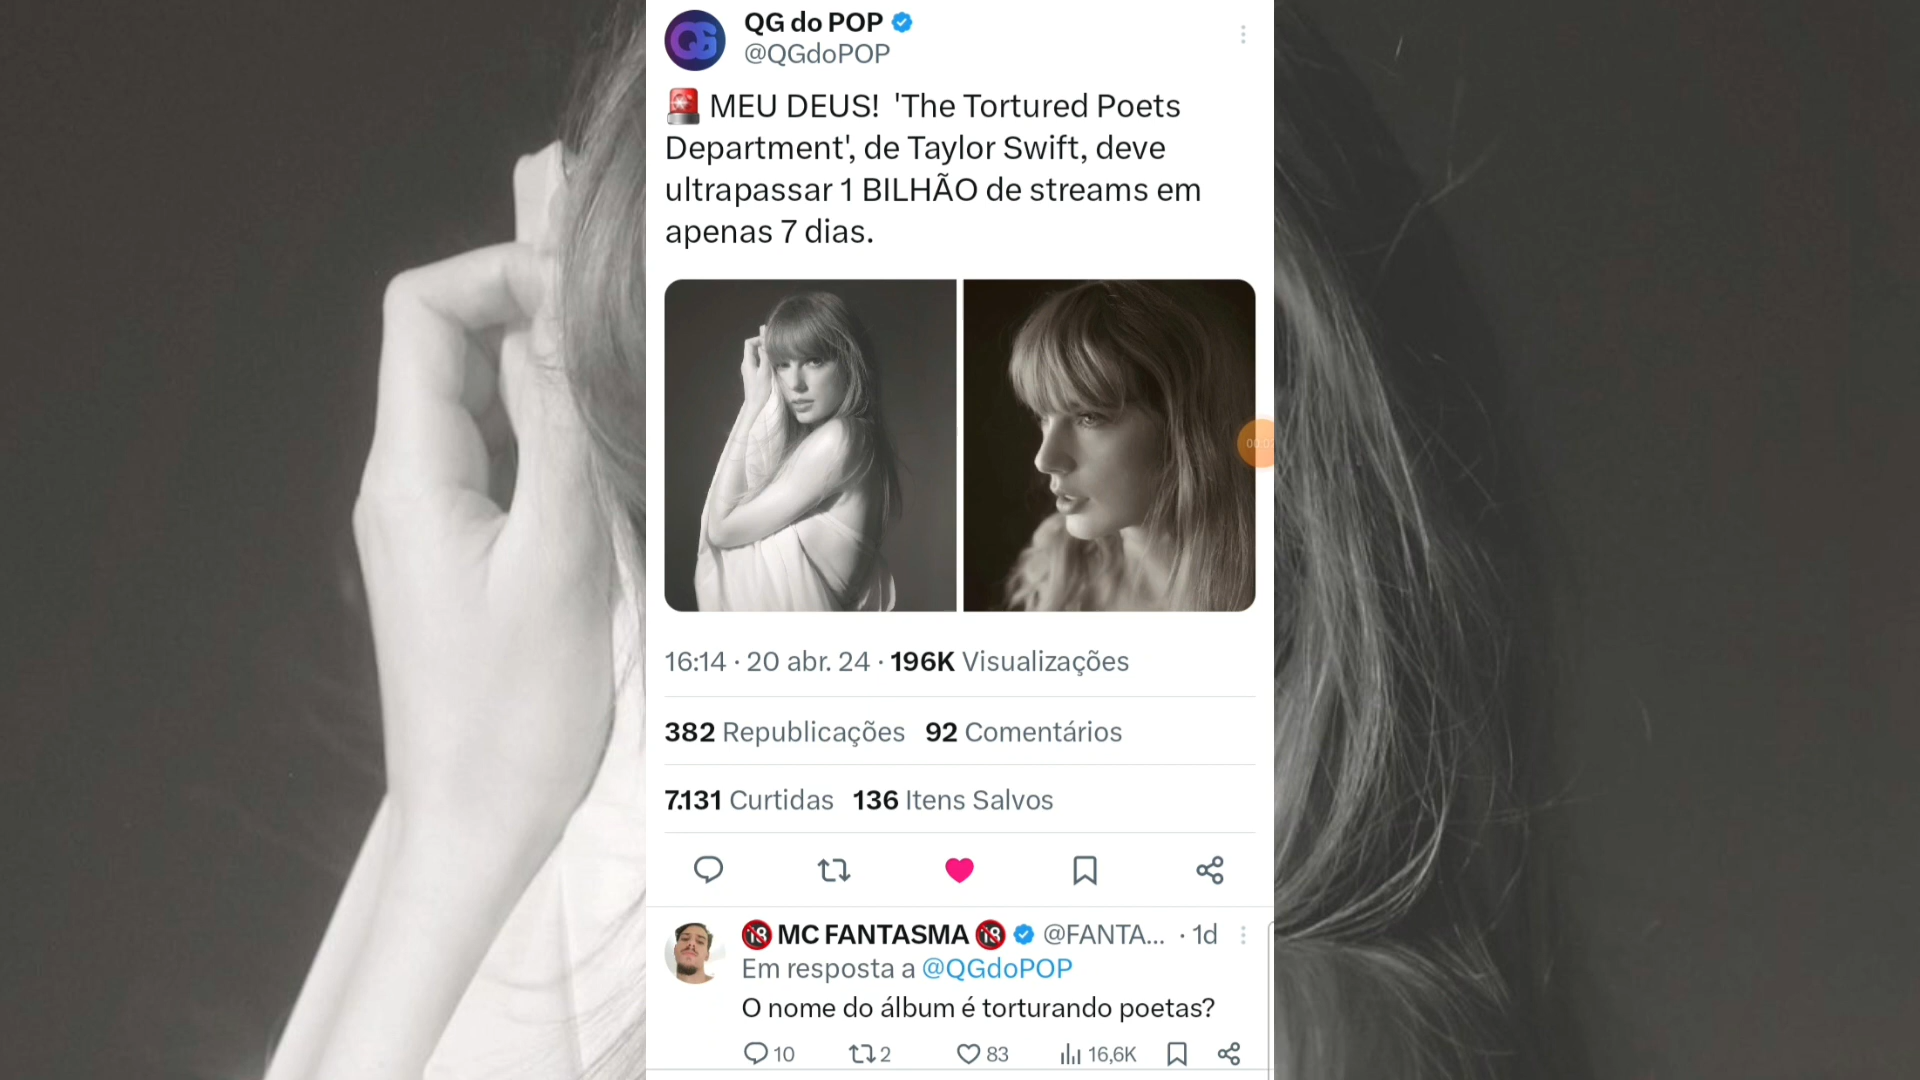 QG do POP
@QGdoPOP
🚨 MEU DEUS! 'The Tortured Poets
Department', de Taylor Swift, deve
ultrapassar 1 BILHÃO de streams em
apenas 7 dias.
16:14 · 20 abr. 24 · 196K Visualizações
382 Republicações 92 Comentários
7.131 Curtidas 136 Itens Salvos
🔞 MC FANTASMA 🔞 @FANTA... · 1d
Em resposta a @QGdoPOP
O nome do álbum é torturando poetas?
10 2 83 16,6K